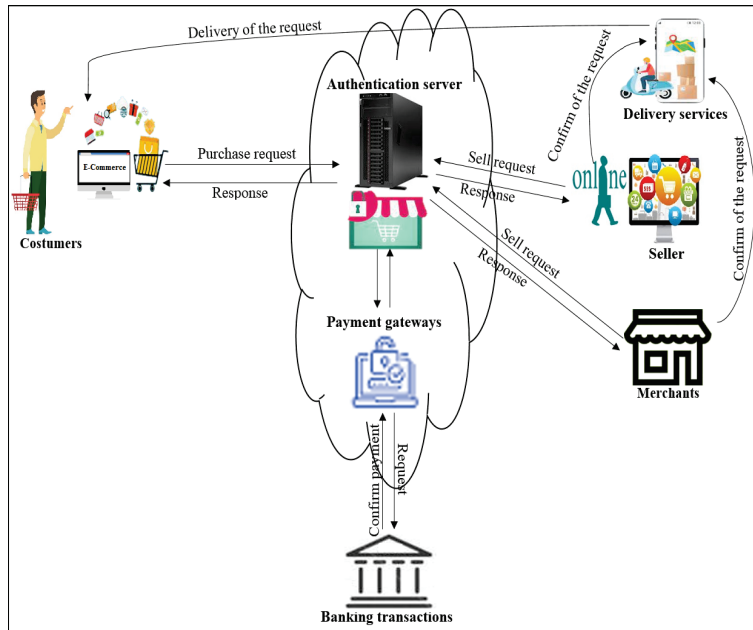 Delivery of the request
Authentication server
Confirm of the request
Delivery services
E-Commerce
Purchase request
Response
Sell request
Response
online
Costumers
Seller
Sell request
Response
Confirm of the request
Payment gateways
Merchants
Confirm payment
Request
Banking transactions